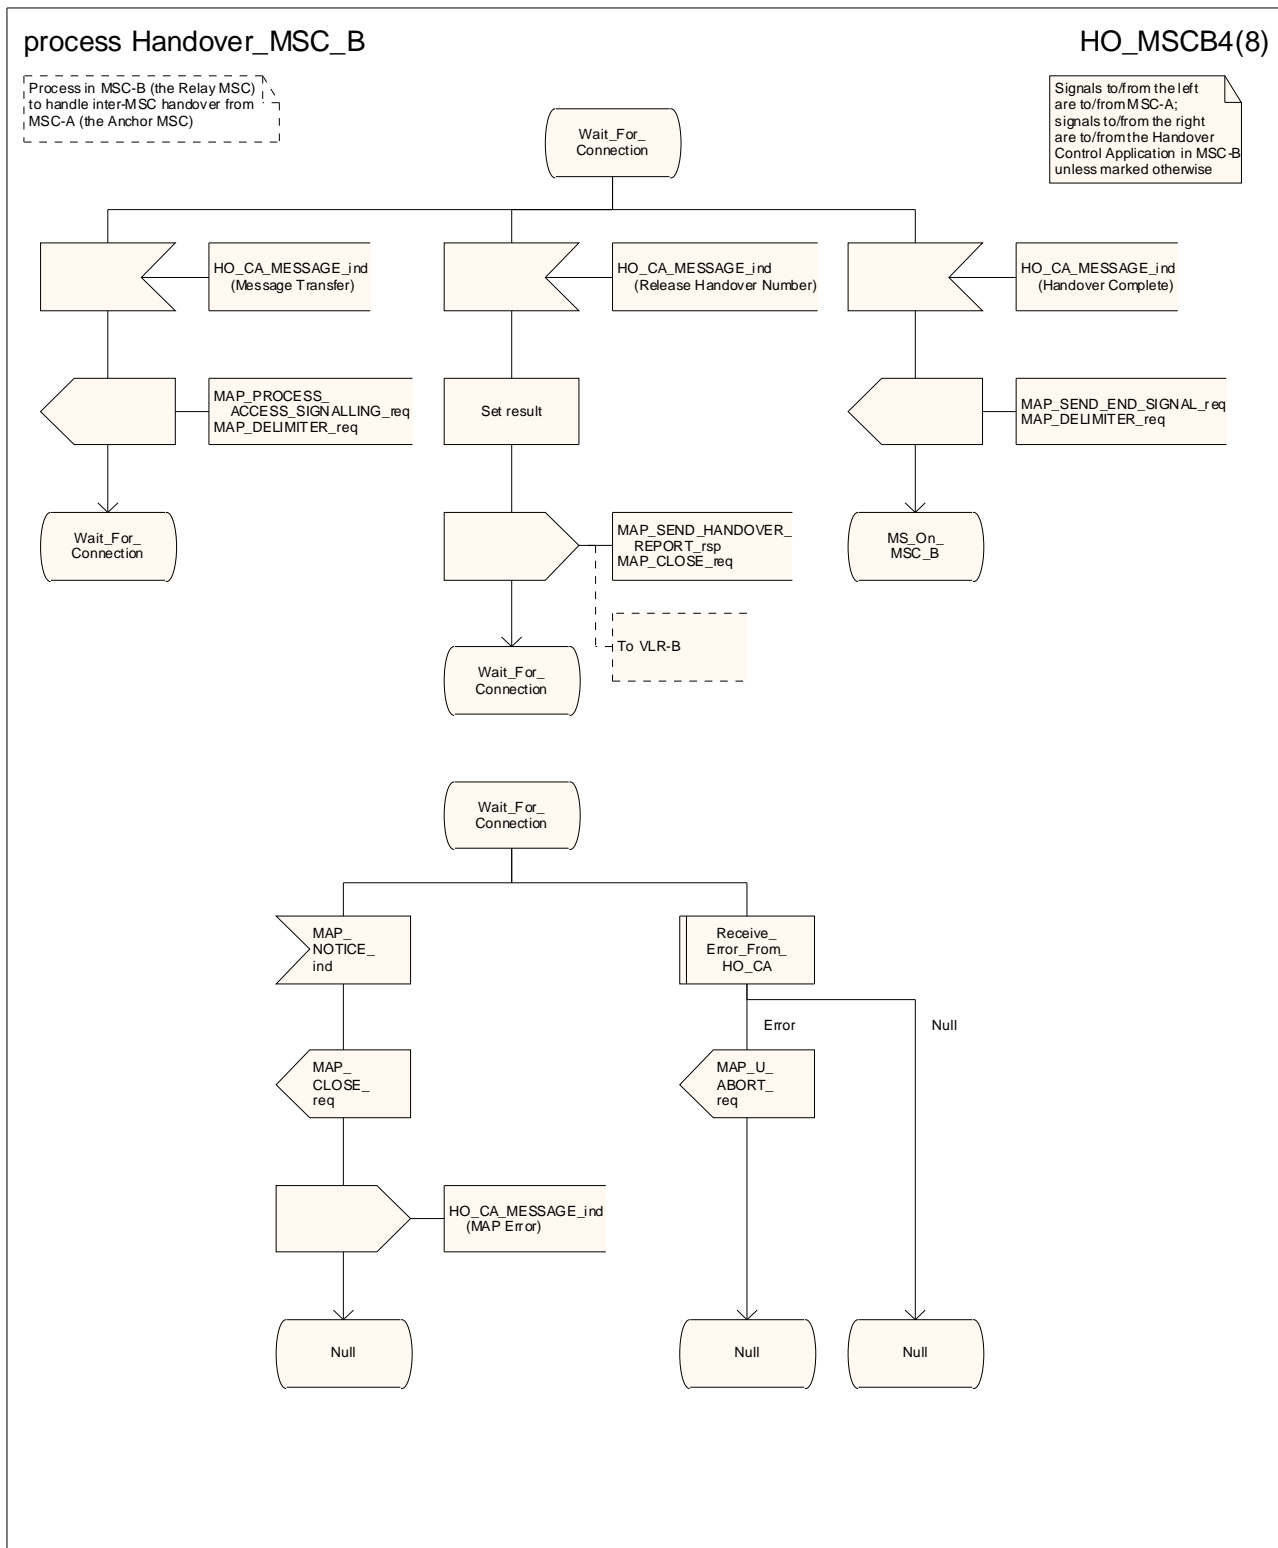 process Handover_MSC_B
HO_MSCB4(8)
Process in MSC-B (the Relay MSC)
to handle inter-MSC handover from
MSC-A (the Anchor MSC)
Signals to/from the left
are to/from MSC-A;
signals to/from the right
are to/from the Handover
Control Application in MSC-B
unless marked otherwise
Wait_For_
Connection
HO_CA_MESSAGE_ind
(Message Transfer)
HO_CA_MESSAGE_ind
(Release Handover Number)
HO_CA_MESSAGE_ind
(Handover Complete)
MAP_PROCESS_
ACCESS_SIGNALLING_req
MAP_DELIMITER_req
Set result
MAP_SEND_END_SIGNAL_req
MAP_DELIMITER_req
Wait_For_
Connection
MAP_SEND_HANDOVER_
REPORT_rsp
MAP_CLOSE_req
MS_On_
MSC_B
To VLR-B
Wait_For_
Connection
Wait_For_
Connection
MAP_
NOTICE_
ind
Receive_
Error_From_
HO_CA
Error
Null
MAP_
CLOSE_
req
MAP_U_
ABORT_
req
HO_CA_MESSAGE_ind
(MAP Error)
Null
Null
Null